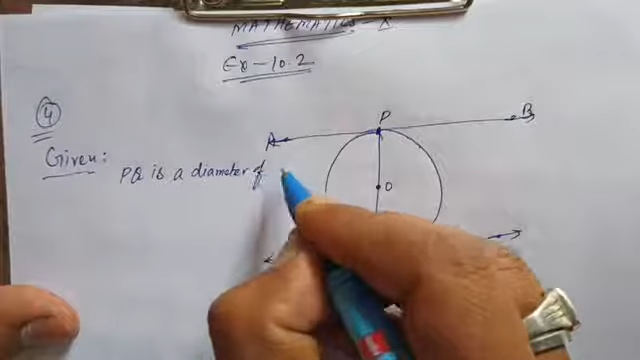 MATHEMATICS - X
Ex - 10.2
4
Given:
PQ is a diameter of
A
P
B
O